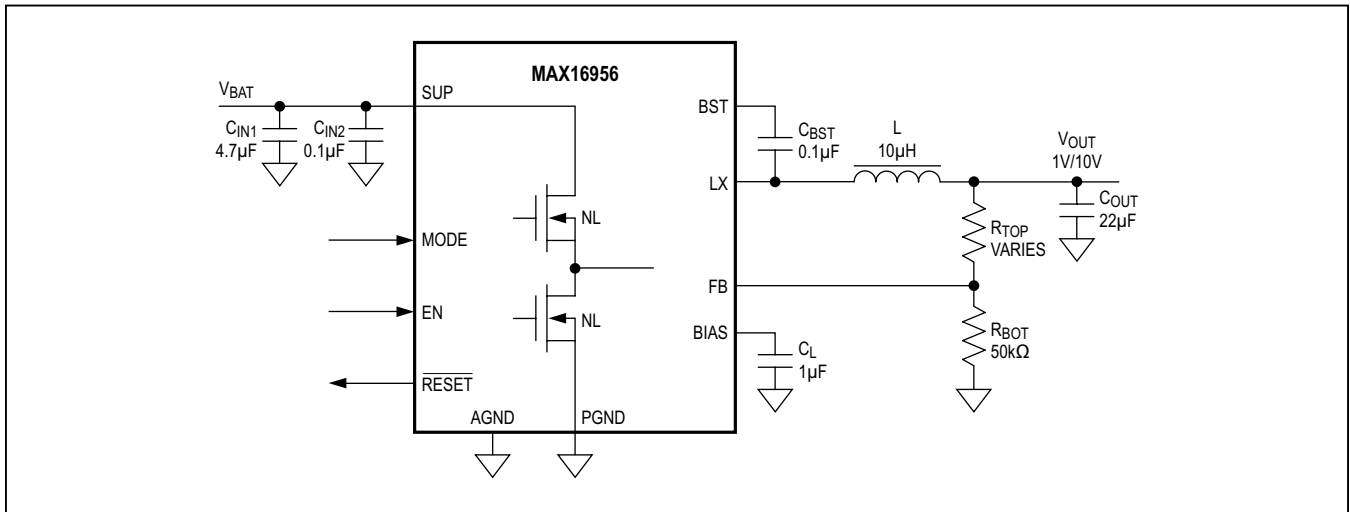 MAX16956
VBAT
SUP
CIN1
4.7µF
CIN2
0.1µF
MODE
EN
RESET
AGND
PGND
NL
NL
BST
LX
FB
BIAS
CBST
0.1µF
L
10µH
VOUT
1V/10V
COUT
22µF
RTOP
VARIES
RBOT
50kΩ
CL
1µF